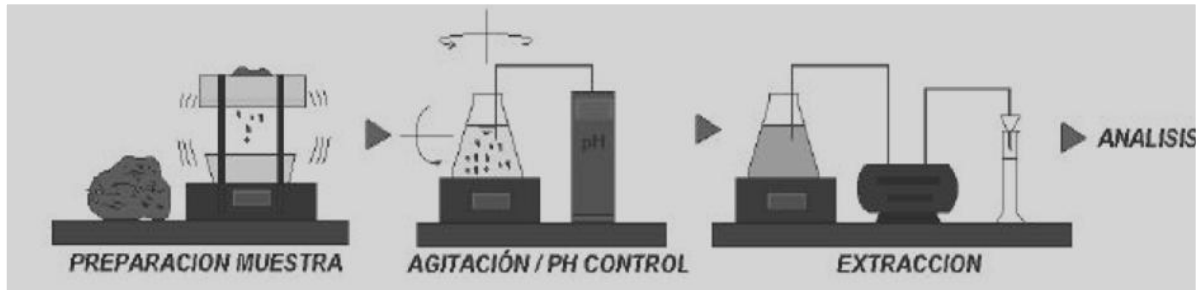 pH
ANALISIS
PREPARACION MUESTRA
AGITACIÓN / PH CONTROL
EXTRACCION